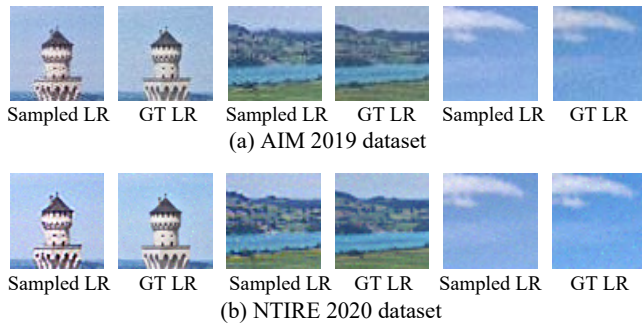 Sampled LR GT LR Sampled LR GT LR Sampled LR GT LR
(a) AIM 2019 dataset
Sampled LR GT LR Sampled LR GT LR Sampled LR GT LR
(b) NTIRE 2020 dataset